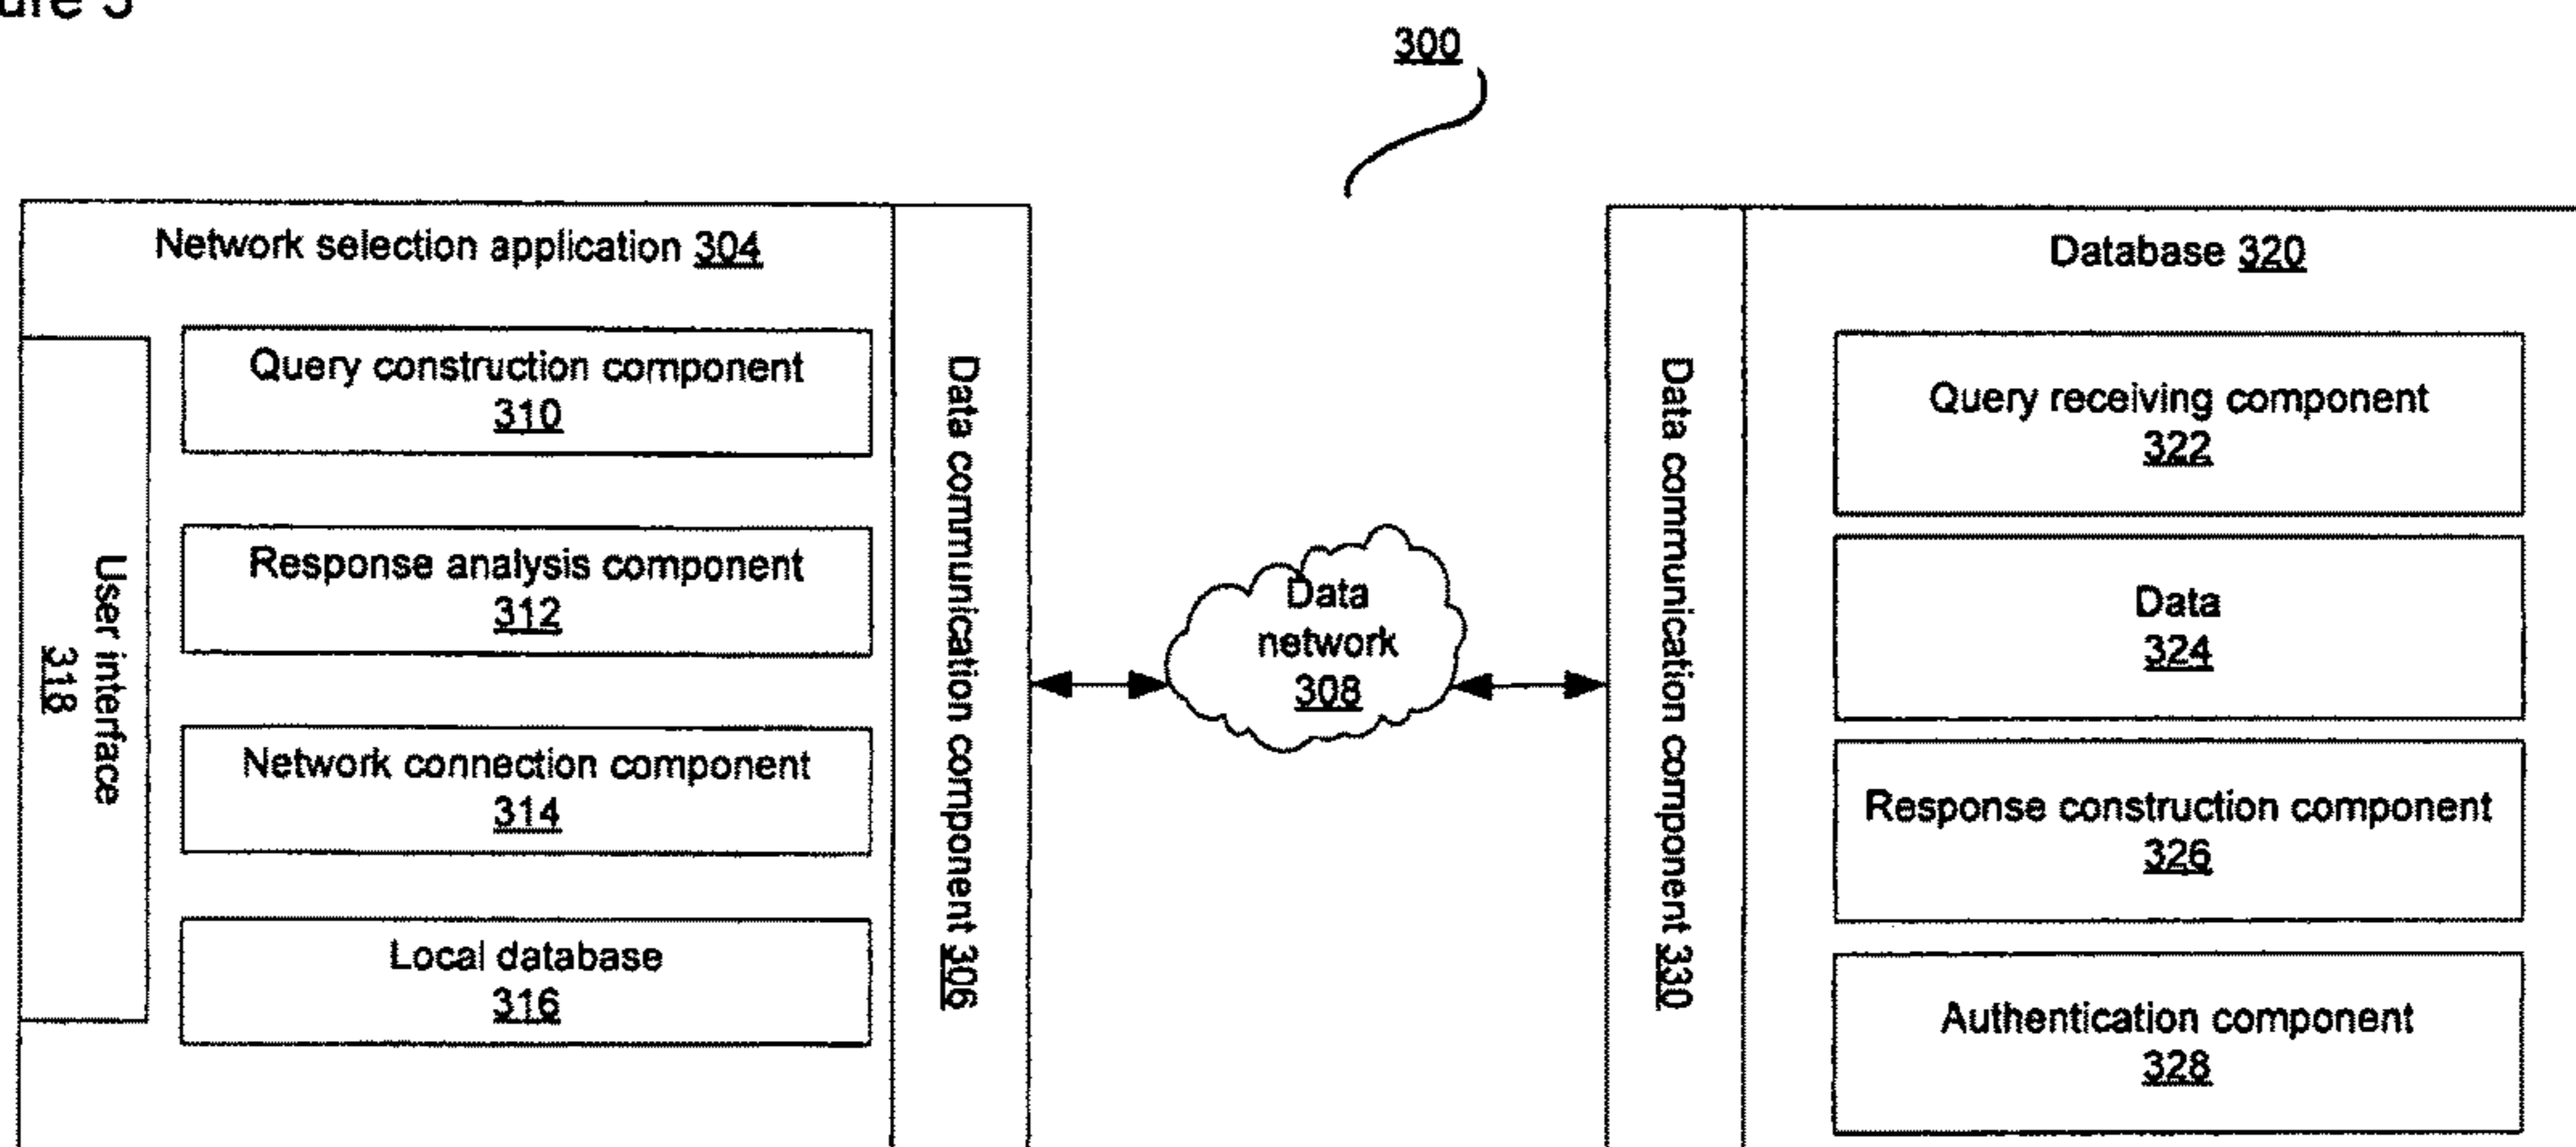 300
Network selection application 304
Query construction component
310
Response analysis component
312
Network connection component
314
Local database
316
User interface
318
Data communication component 306
Data
network
308
Data communication component 330
Database 320
Query receiving component
322
Data
324
Response construction component
326
Authentication component
328